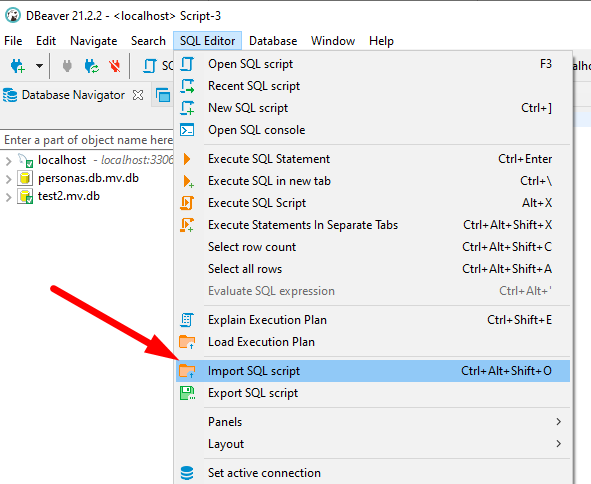 DBeaver 21.2.2 - <localhost> Script-3
File Edit Navigate Search SQL Editor Database Window Help
Database Navigator
Enter a part of object name here
localhost - localhost:3306
personas.db.mv.db
test2.mv.db
Open SQL script F3
Recent SQL script
New SQL script Ctrl+]
Open SQL console
Execute SQL Statement Ctrl+Enter
Execute SQL in new tab Ctrl+\
Execute SQL Script Alt+X
Execute Statements In Separate Tabs Ctrl+Alt+Shift+X
Select row count Ctrl+Alt+Shift+C
Select all rows Ctrl+Alt+Shift+A
Evaluate SQL expression Ctrl+Alt+'
Explain Execution Plan Ctrl+Shift+E
Load Execution Plan
Import SQL script Ctrl+Alt+Shift+O
Export SQL script
Panels
Layout
Set active connection